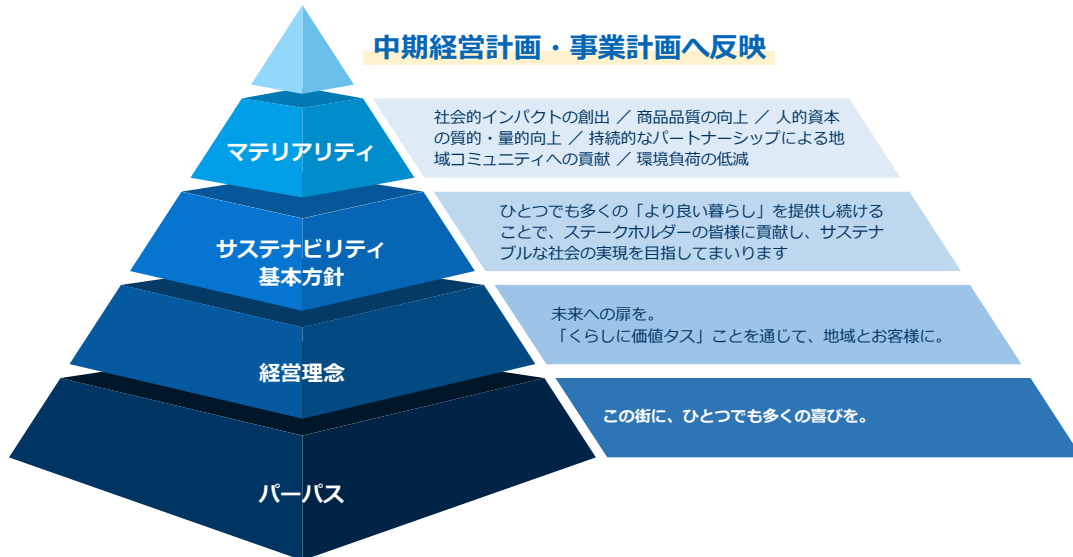 中期経営計画・事業計画へ反映
マテリアリティ
社会的インパクトの創出 ／ 商品品質の向上 ／ 人的資本
の質的・量的向上 ／ 持続的なパートナーシップによる地
域コミュニティへの貢献 ／ 環境負荷の低減
サステナビリティ
基本方針
ひとつでも多くの「より良い暮らし」を提供し続ける
ことで、ステークホルダーの皆様に貢献し、サステナ
ブルな社会の実現を目指してまいります
経営理念
未来への扉を。
「くらしに価値タス」ことを通じて、地域とお客様に。
パーパス
この街に、ひとつでも多くの喜びを。